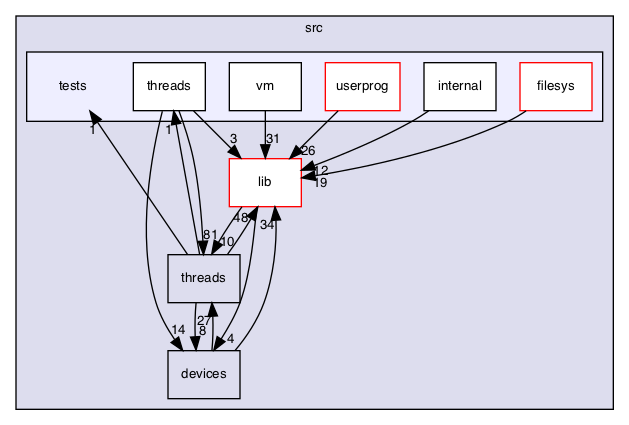 src
tests
threads
vm
userprog
internal
filesys
1
1
3
31
26
12
19
lib
48
34
81
10
threads
14
27
8
4
devices